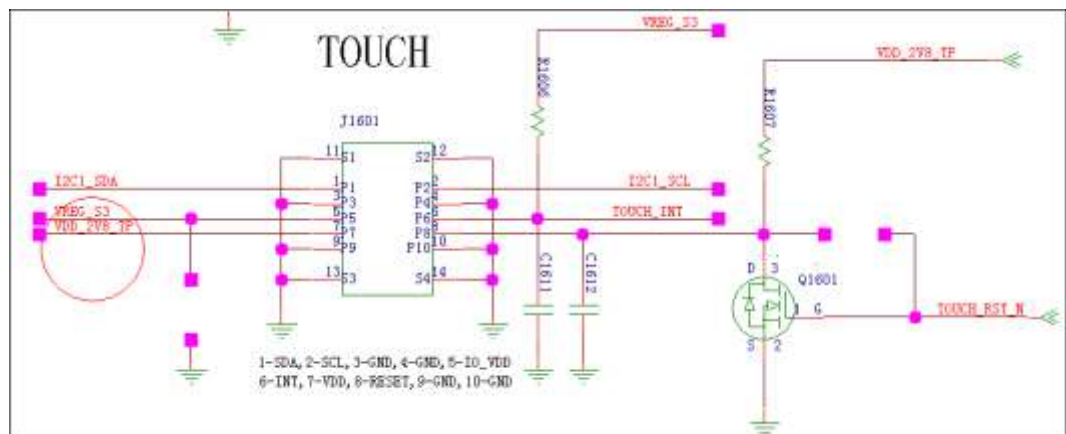 VREG_S3
TOUCH
VDD_2V8_TP
R1606
R1607
J1601
11 S1 S2 12
I2C1_SDA 1 P1 P2 2 I2C1_SCL
3 P3 P4 4
VREG_S3 5 P5 P6 6 TOUCH_INT
VDD_2V8_TP 7 P7 P8 8
9 P9 P10 10
13 S3 S4 14
C1611
C1612
D 3
Q1601
1 G
TOUCH_RST_N
S 2
1-SDA,2-SCL,3-GND,4-GND,5-IO_VDD
6-INT,7-VDD,8-RESET,9-GND,10-GND